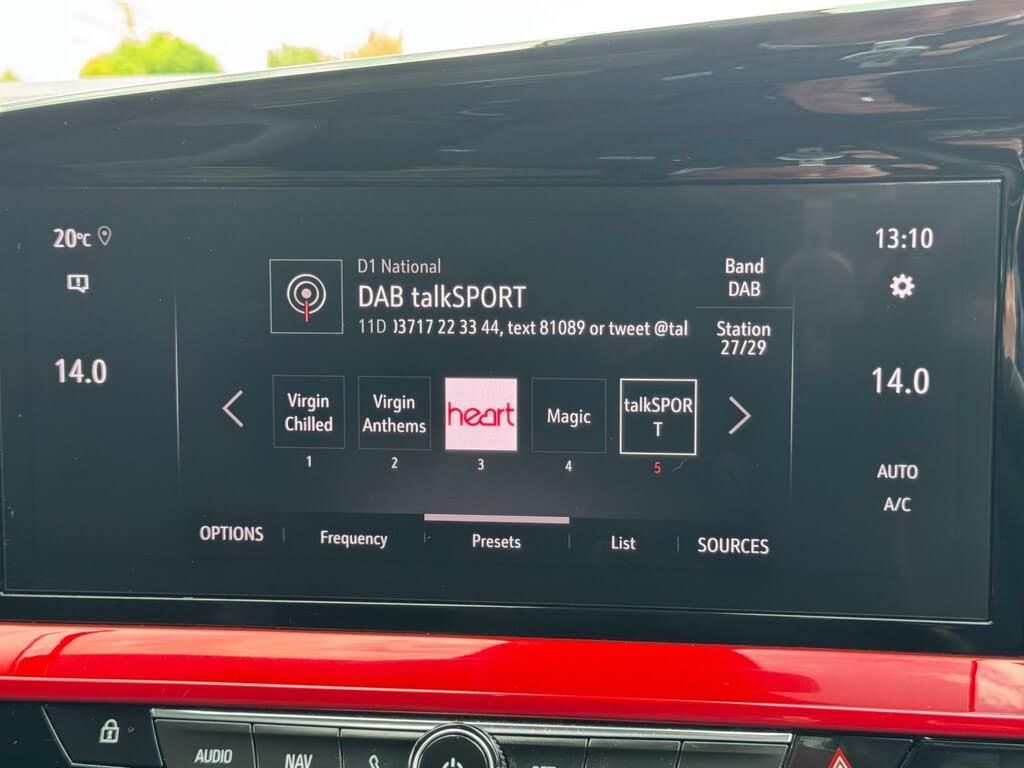 20°C
13:10
D1 National
DAB talkSPORT
11D 3717 22 33 44, text 81089 or tweet @tal
Band
DAB
Station
27/29
14.0
14.0
Virgin
Chilled
Virgin
Anthems
heart
Magic
talkSPOR
T
1
2
3
4
5
AUTO
A/C
OPTIONS
Frequency
Presets
List
SOURCES
AUDIO
NAV